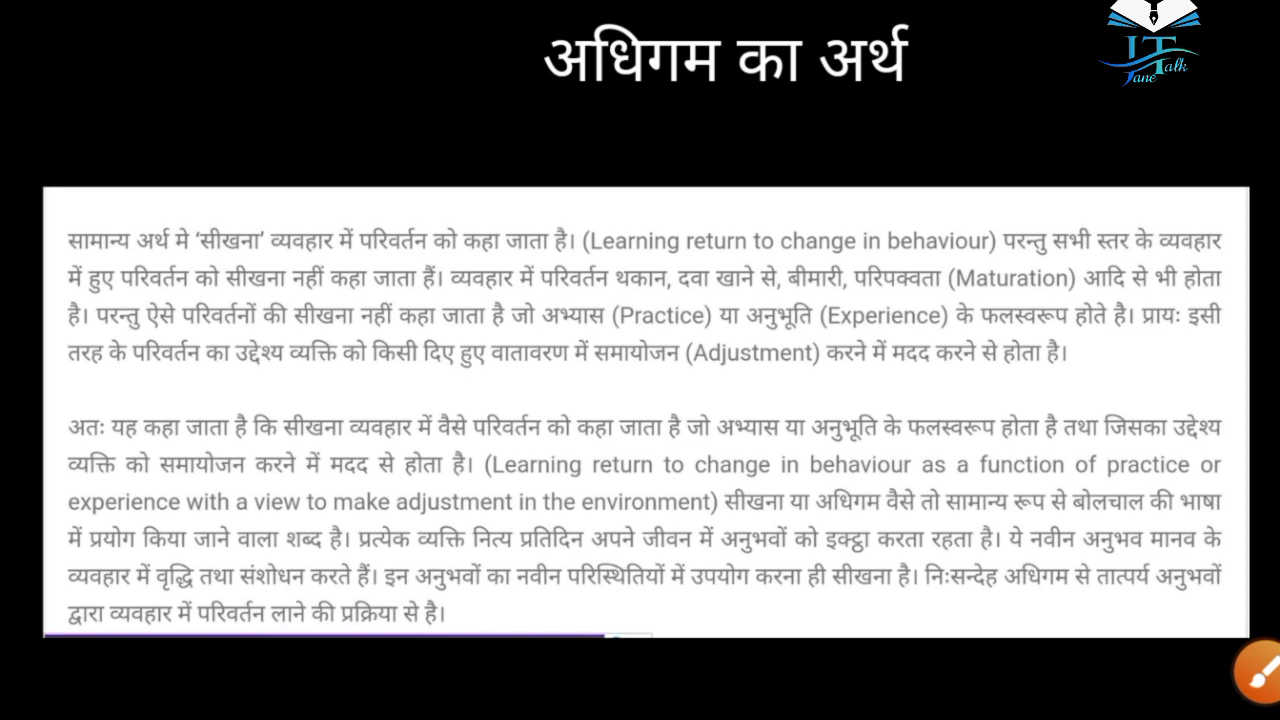 अधिगम का अर्थ
JT
Jane Talk
सामान्य अर्थ मे ‘सीखना’ व्यवहार में परिवर्तन को कहा जाता है। (Learning return to change in behaviour) परन्तु सभी स्तर के व्यवहार
में हुए परिवर्तन को सीखना नहीं कहा जाता हैं। व्यवहार में परिवर्तन थकान, दवा खाने से, बीमारी, परिपक्वता (Maturation) आदि से भी होता
है। परन्तु ऐसे परिवर्तनों की सीखना नहीं कहा जाता है जो अभ्यास (Practice) या अनुभूति (Experience) के फलस्वरूप होते है। प्रायः इसी
तरह के परिवर्तन का उद्देश्य व्यक्ति को किसी दिए हुए वातावरण में समायोजन (Adjustment) करने में मदद करने से होता है।
अतः यह कहा जाता है कि सीखना व्यवहार में वैसे परिवर्तन को कहा जाता है जो अभ्यास या अनुभूति के फलस्वरूप होता है तथा जिसका उद्देश्य
व्यक्ति को समायोजन करने में मदद से होता है। (Learning return to change in behaviour as a function of practice or
experience with a view to make adjustment in the environment) सीखना या अधिगम वैसे तो सामान्य रूप से बोलचाल की भाषा
में प्रयोग किया जाने वाला शब्द है। प्रत्येक व्यक्ति नित्य प्रतिदिन अपने जीवन में अनुभवों को इक्ट्ठा करता रहता है। ये नवीन अनुभव मानव के
व्यवहार में वृद्धि तथा संशोधन करते हैं। इन अनुभवों का नवीन परिस्थितियों में उपयोग करना ही सीखना है। निःसन्देह अधिगम से तात्पर्य अनुभवों
द्वारा व्यवहार में परिवर्तन लाने की प्रक्रिया से है।